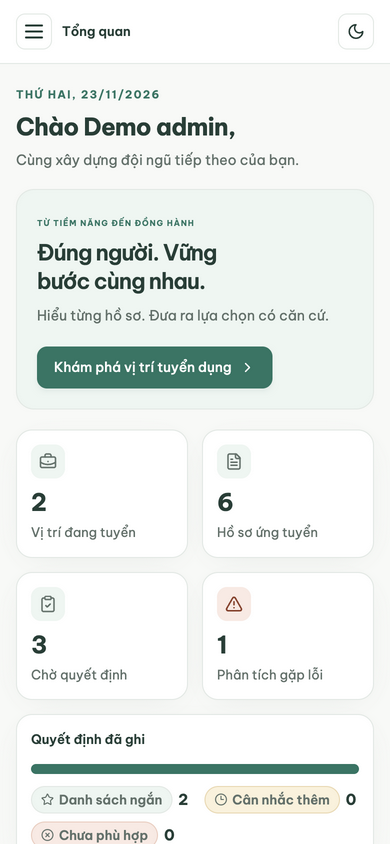 Tổng quan
THỨ HAI, 23/11/2026
Chào Demo admin,
Cùng xây dựng đội ngũ tiếp theo của bạn.
TỪ TIỀM NĂNG ĐẾN ĐỒNG HÀNH
Đúng người. Vững
bước cùng nhau.
Hiểu từng hồ sơ. Đưa ra lựa chọn có căn cứ.
Khám phá vị trí tuyển dụng
2
Vị trí đang tuyển
6
Hồ sơ ứng tuyển
3
Chờ quyết định
1
Phân tích gặp lỗi
Quyết định đã ghi
Danh sách ngắn 2 Cân nhắc thêm 0
Chưa phù hợp 0